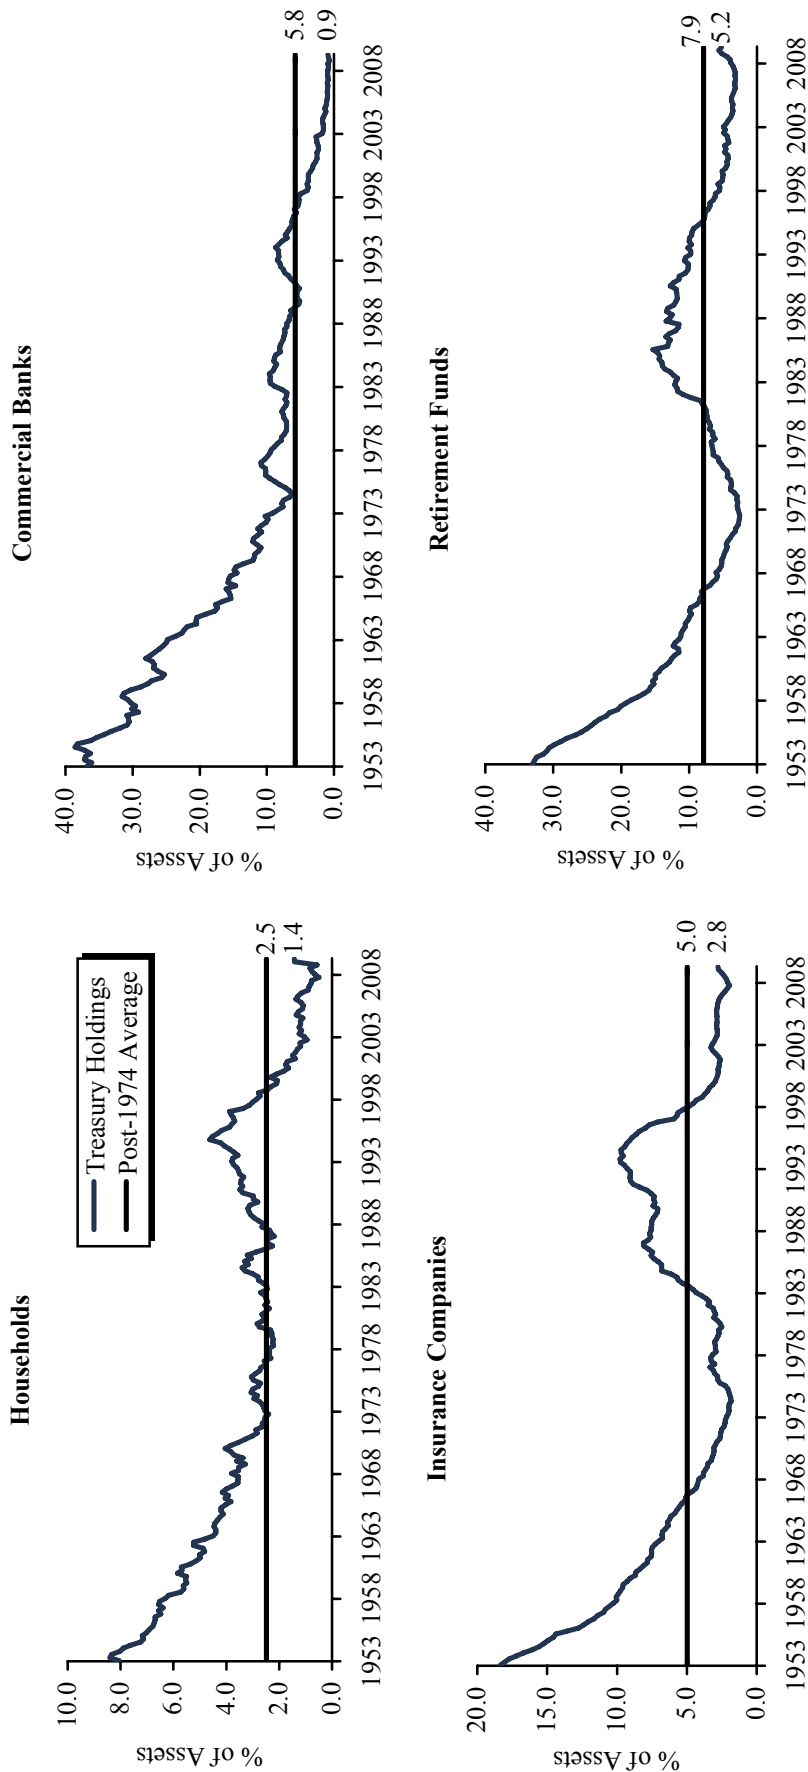 Households
% of Assets
10.0
8.0
6.0
4.0
2.0
0.0
1953 1958 1963 1968 1973 1978 1983 1988 1993 1998 2003 2008
Treasury Holdings
Post-1974 Average
2.5
1.4
Commercial Banks
% of Assets
40.0
30.0
20.0
10.0
0.0
1953 1958 1963 1968 1973 1978 1983 1988 1993 1998 2003 2008
5.8
0.9
Insurance Companies
% of Assets
20.0
15.0
10.0
5.0
0.0
1953 1958 1963 1968 1973 1978 1983 1988 1993 1998 2003 2008
5.0
2.8
Retirement Funds
% of Assets
40.0
30.0
20.0
10.0
0.0
1953 1958 1963 1968 1973 1978 1983 1988 1993 1998 2003 2008
7.9
5.2